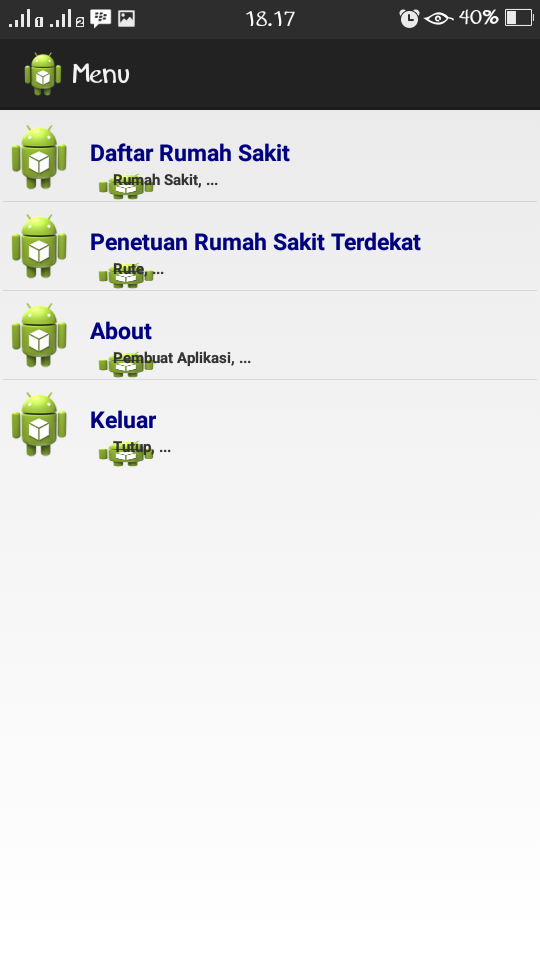 18.17
40%
Menu
Daftar Rumah Sakit
Rumah Sakit, ...
Penetuan Rumah Sakit Terdekat
Rute, ...
About
Pembuat Aplikasi, ...
Keluar
Tutup, ...